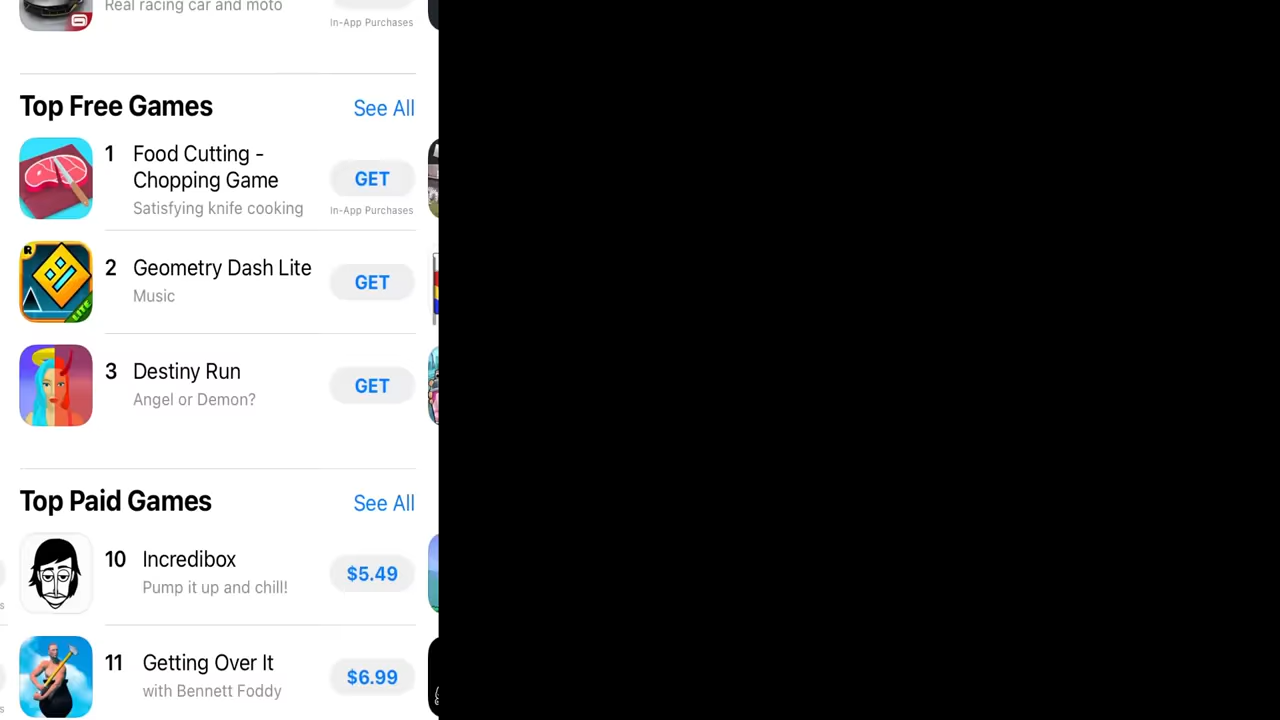 Real racing car and moto
In-App Purchases
Top Free Games
See All
1
Food Cutting -
Chopping Game
Satisfying knife cooking
GET
In-App Purchases
R
LITE
2
Geometry Dash Lite
Music
GET
3
Destiny Run
Angel or Demon?
GET
Top Paid Games
See All
10
Incredibox
Pump it up and chill!
$5.49
s
11
Getting Over It
with Bennett Foddy
$6.99
s